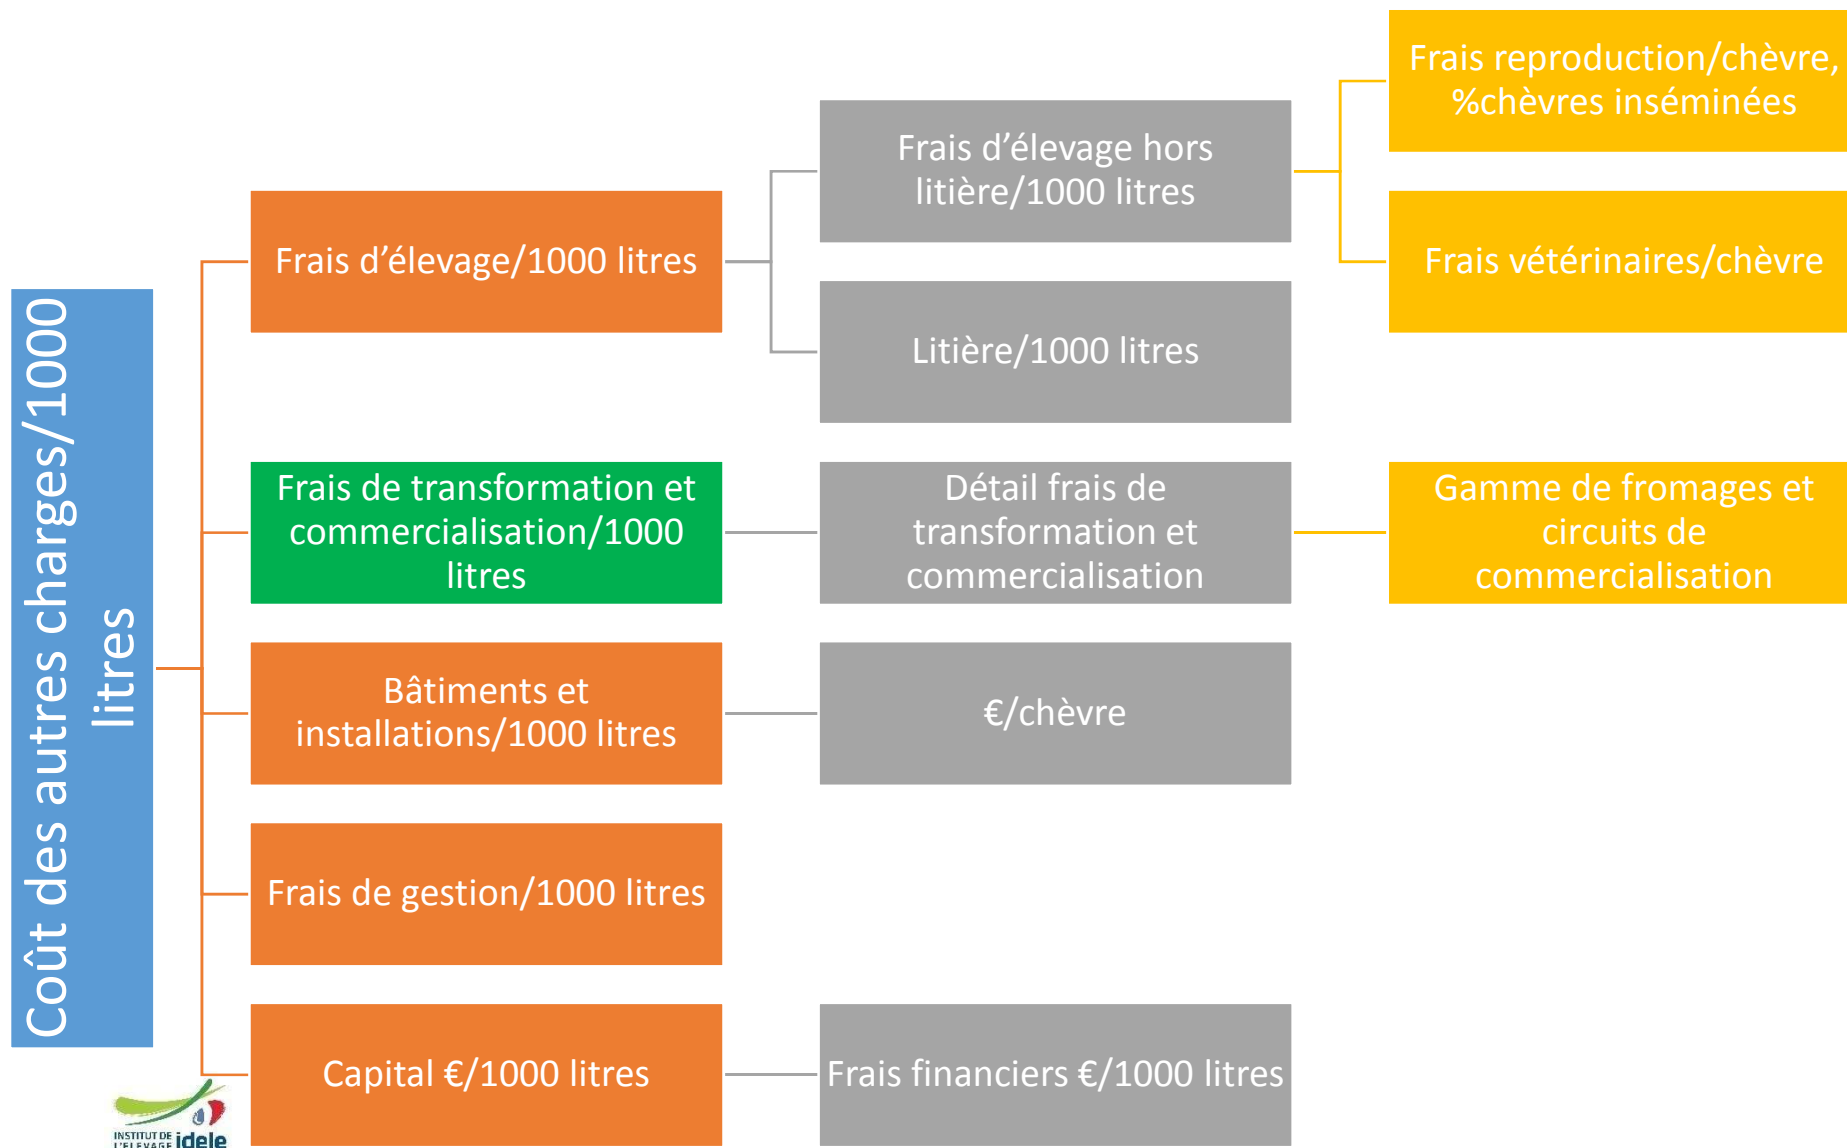 Coût des autres charges/1000
litres
Frais d’élevage/1000 litres
Frais d’élevage hors
litière/1000 litres
Frais reproduction/chèvre,
%chèvres inséminées
Frais vétérinaires/chèvre
Litière/1000 litres
Frais de transformation et
commercialisation/1000
litres
Détail frais de
transformation et
commercialisation
Gamme de fromages et
circuits de
commercialisation
Bâtiments et
installations/1000 litres
€/chèvre
Frais de gestion/1000 litres
Capital €/1000 litres
Frais financiers €/1000 litres
INSTITUT DE
L'ELEVAGE idele